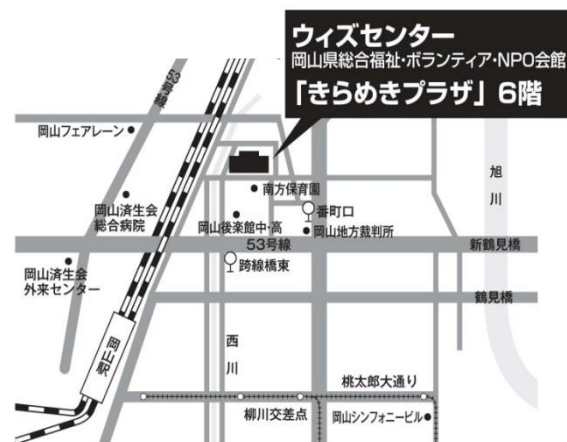 ウィズセンター
岡山県総合福祉・ボランティア・NPO会館
「きらめきプラザ」6階
53号線
岡山フェアレーン
旭川
南方保育園
岡山済生会
総合病院
番町口
岡山後楽館中・高
岡山地方裁判所
53号線
新鶴見橋
岡山済生会
外来センター
跨線橋東
鶴見橋
岡山駅
西川
桃太郎大通り
柳川交差点
岡山シンフォニービル